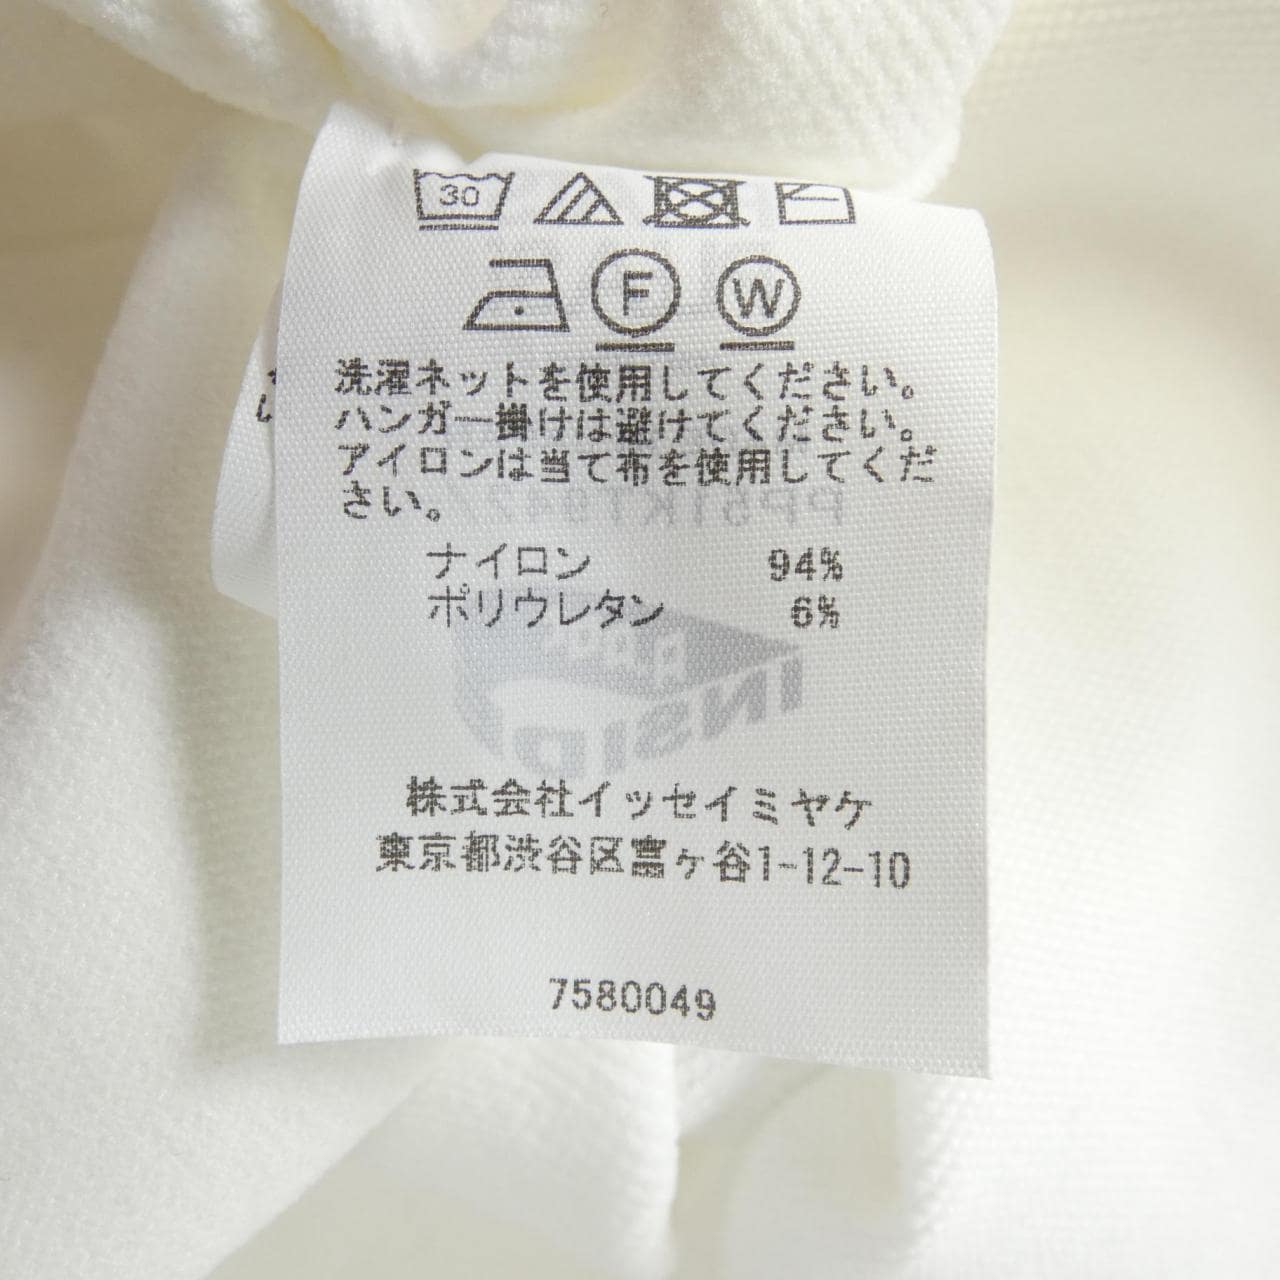 30
F W
洗濯ネットを使用してください。
ハンガー掛けは避けてください。
アイロンは当て布を使用してくだ
さい。
ナイロン 94%
ポリウレタン 6%
株式会社イッセイミヤケ
東京都渋谷区富ヶ谷1-12-10
7580049